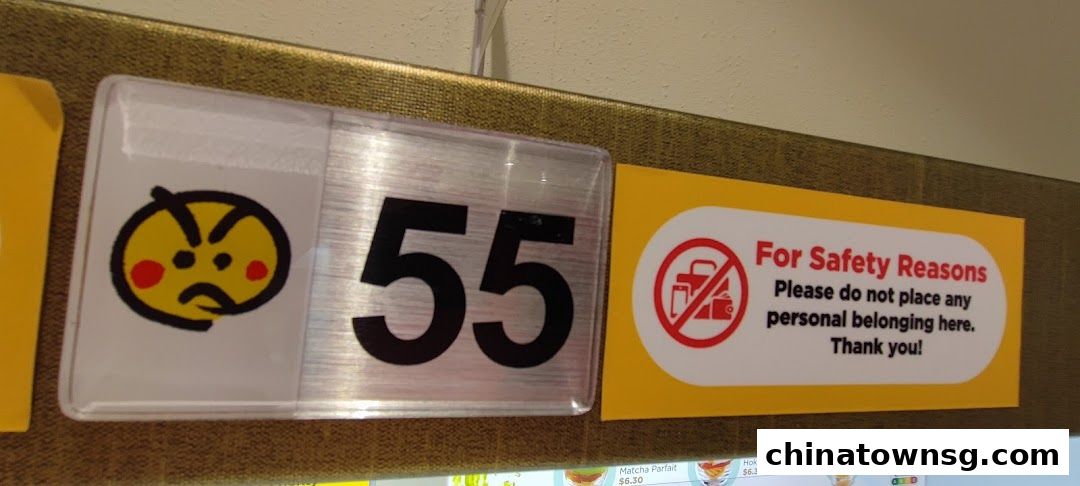 55
For Safety Reasons
Please do not place any
personal belonging here.
Thank you!
Matcha Parfait
$6.30
chinatownsg.com